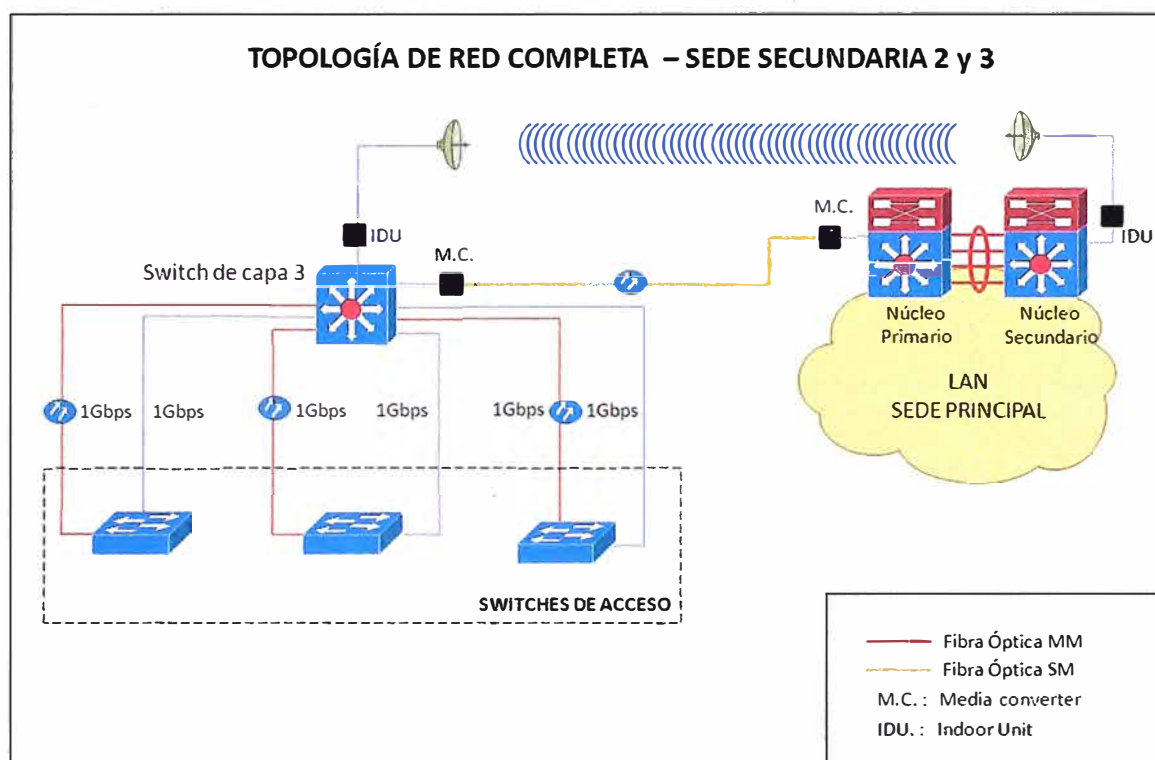 TOPOLOGÍA DE RED COMPLETA – SEDE SECUNDARIA 2 y 3
IDU
M.C.
Switch de capa 3
M.C.
IDU
Núcleo
Primario
Núcleo
Secundario
LAN
SEDE PRINCIPAL
1Gbps
1Gbps
1Gbps
1Gbps
1Gbps
1Gbps
SWITCHES DE ACCESO
Fibra Óptica MM
Fibra Óptica SM
M.C. : Media converter
IDU. : Indoor Unit